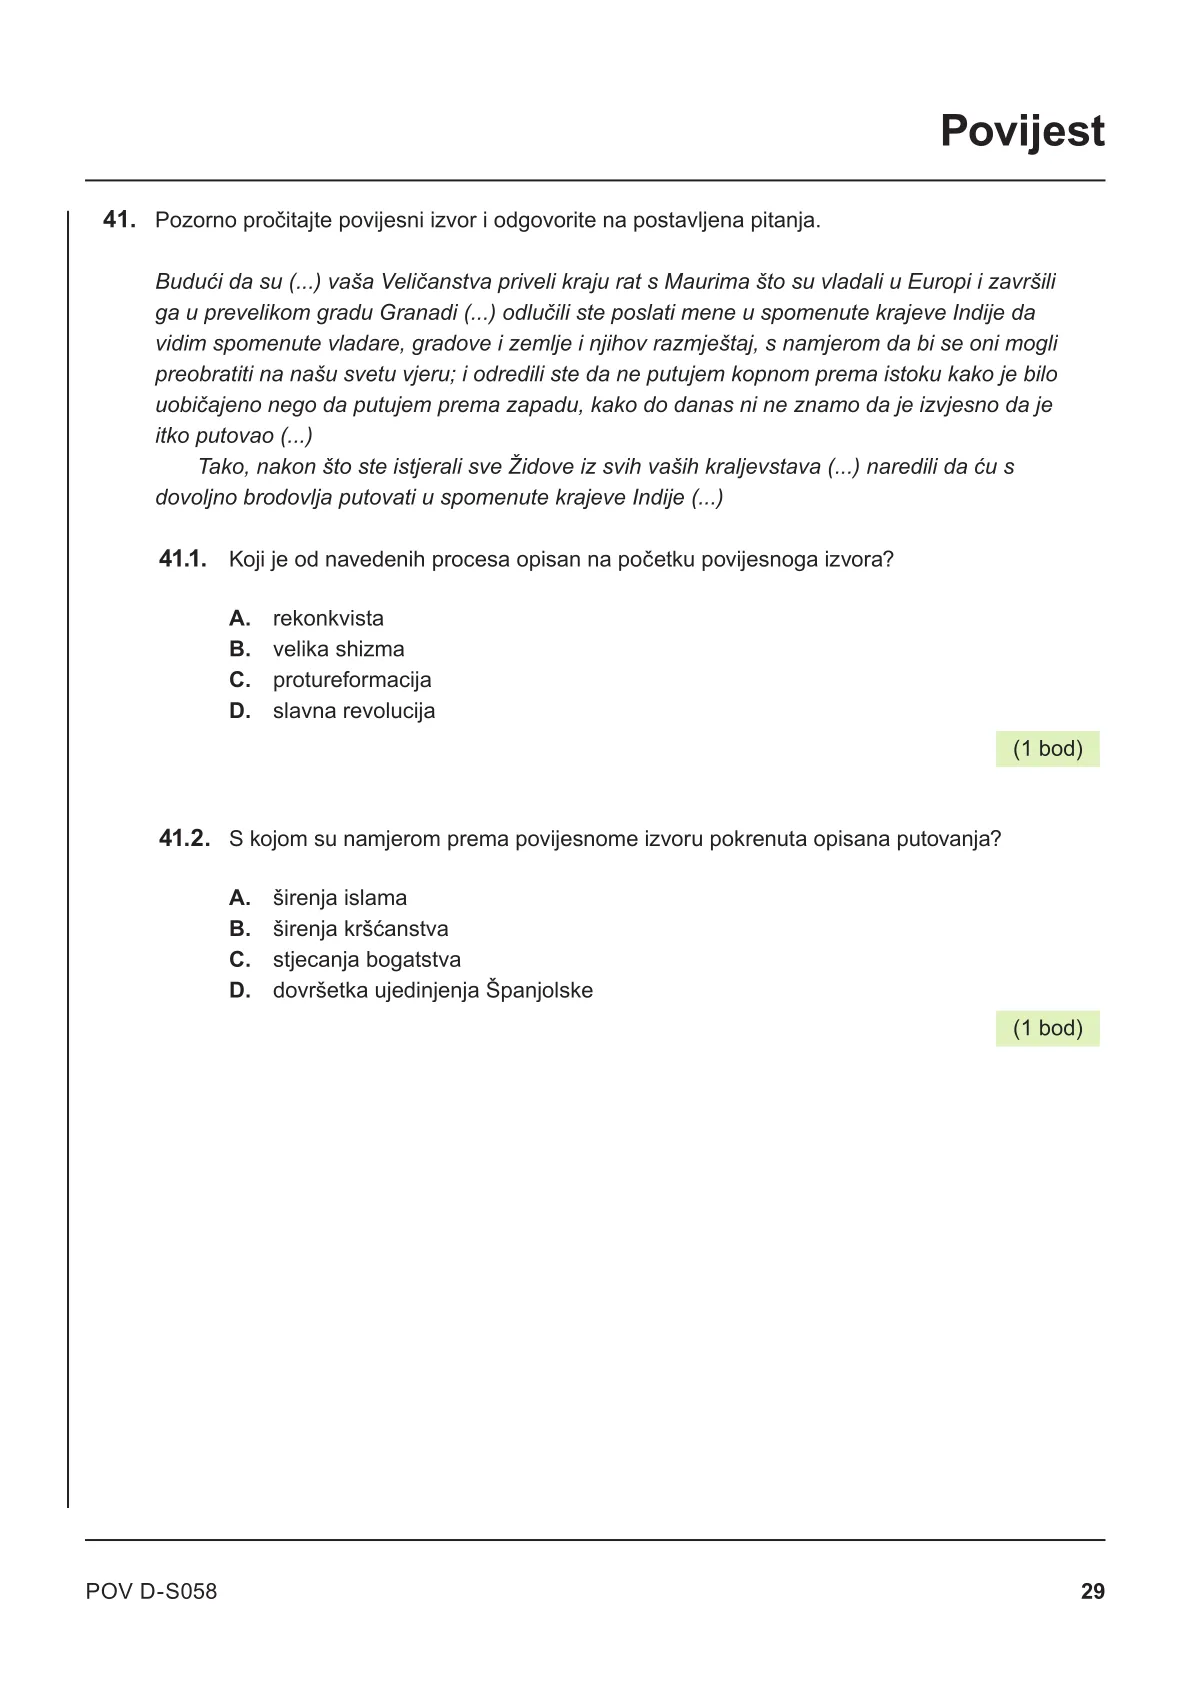 Povijest
41. Pozorno pročitajte povijesni izvor i odgovorite na postavljena pitanja.
Budući da su (...) vaša Veličanstva priveli kraju rat s Maurima što su vladali u Europi i završili
ga u prevelikom gradu Granadi (...) odlučili ste poslati mene u spomenute krajeve Indije da
vidim spomenute vladare, gradove i zemlje i njihov razmještaj, s namjerom da bi se oni mogli
preobratiti na našu svetu vjeru; i odredili ste da ne putujem kopnom prema istoku kako je bilo
uobičajeno nego da putujem prema zapadu, kako do danas ni ne znamo da je izvjesno da je
itko putovao (...)
Tako, nakon što ste istjerali sve Židove iz svih vaših kraljevstava (...) naredili da ću s
dovoljno brodovlja putovati u spomenute krajeve Indije (...)
41.1. Koji je od navedenih procesa opisan na početku povijesnoga izvora?
A. rekonkvista
B. velika shizma
C. protureformacija
D. slavna revolucija
(1 bod)
41.2. S kojom su namjerom prema povijesnome izvoru pokrenuta opisana putovanja?
A. širenja islama
B. širenja kršćanstva
C. stjecanja bogatstva
D. dovršetka ujedinjenja Španjolske
(1 bod)
POV D-S058
29